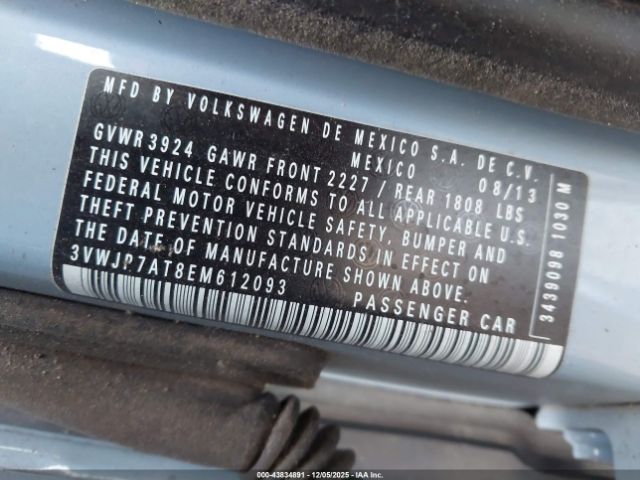 MFD BY VOLKSWAGEN DE MEXICO S.A. DE C.V.
MEXICO 08/13
GVWR 3924 GAWR FRONT 2227 / REAR 1808 LBS
THIS VEHICLE CONFORMS TO ALL APPLICABLE U.S.
FEDERAL MOTOR VEHICLE SAFETY, BUMPER AND
THEFT PREVENTION STANDARDS IN EFFECT ON
THE DATE OF MANUFACTURE SHOWN ABOVE.
3VWJP7AT8EM612093
PASSENGER CAR
3439098 1030 M
000-43834891 | 12/05/2025 - IAAI.com